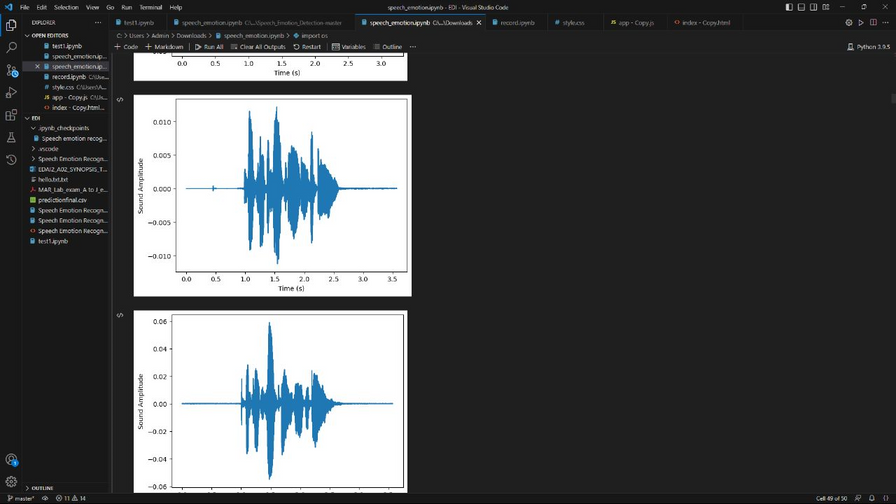 File Edit Selection View Go Run Terminal Help
speech_emotion.ipynb - EDI - Visual Studio Code
EXPLORER ...
test1.ipynb
speech_emotion.ipynb C:\...\Speech_Emotion_Detection-master
speech_emotion.ipynb C:\...\Downloads
record.ipynb
style.css
app - Copy.js
index - Copy.html
C: > Users > Admin > Downloads > speech_emotion.ipynb > import os
+ Code + Markdown Run All Clear All Outputs Restart Variables Outline ...
Python 3.9.5
OPEN EDITORS
test1.ipynb
speech_emotion.ip...
speech_emotion.ip...
record.ipynb C:\Use...
style.css C:\Users\A...
app - Copy.js C:\Us...
index - Copy.html...
EDI
.ipynb_checkpoints
Speech emotion recog...
.vscode
Speech Emotion Recogn...
EDAI2_A02_SYNOPSIS_T...
hello.txt.txt
MAR_Lab_exam_A to J_e...
predictionfinal.csv
Speech Emotion Recogn...
Speech Emotion Recogn...
Speech Emotion Recogn...
test1.ipynb
OUTLINE
0.0 0.5 1.0 1.5 2.0 2.5 3.0
Time (s)
0.010
0.005
0.000
−0.005
−0.010
Sound Amplitude
0.0 0.5 1.0 1.5 2.0 2.5 3.0 3.5
Time (s)
0.06
0.04
0.02
0.00
−0.02
−0.04
−0.06
Sound Amplitude
master* 11 14
Cell 49 of 50